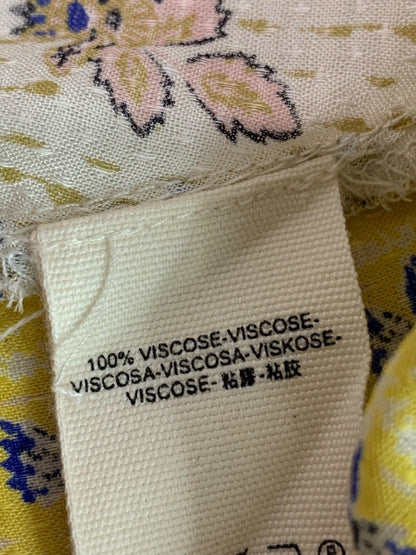 100% VISCOSE-VISCOSE-
VISCOSA-VISCOSA-VISKOSE-
VISCOSE- 粘膠 - 粘胶